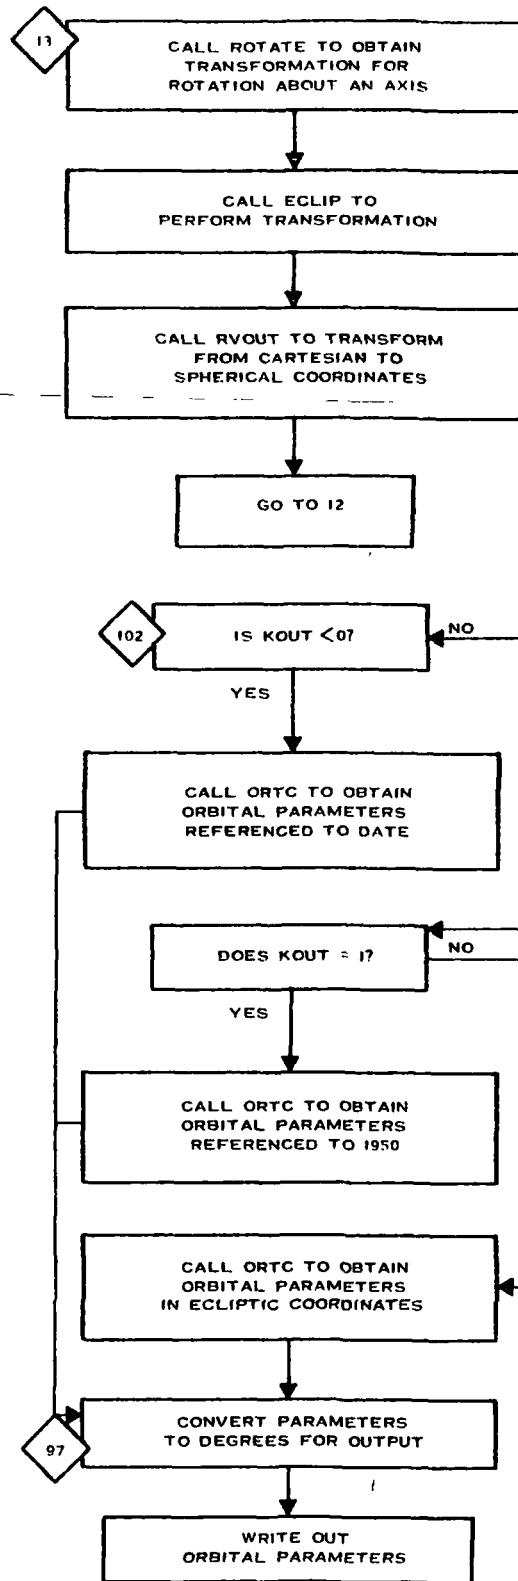 13
CALL ROTATE TO OBTAIN
TRANSFORMATION FOR
ROTATION ABOUT AN AXIS
CALL ECLIP TO
PERFORM TRANSFORMATION
CALL RVOUT TO TRANSFORM
FROM CARTESIAN TO
SPHERICAL COORDINATES
GO TO 12
102
IS KOUT <0?
NO
YES
CALL ORTC TO OBTAIN
ORBITAL PARAMETERS
REFERENCED TO DATE
DOES KOUT = 1?
NO
YES
CALL ORTC TO OBTAIN
ORBITAL PARAMETERS
REFERENCED TO 1950
CALL ORTC TO OBTAIN
ORBITAL PARAMETERS
IN ECLIPTIC COORDINATES
97
CONVERT PARAMETERS
TO DEGREES FOR OUTPUT
WRITE OUT
ORBITAL PARAMETERS